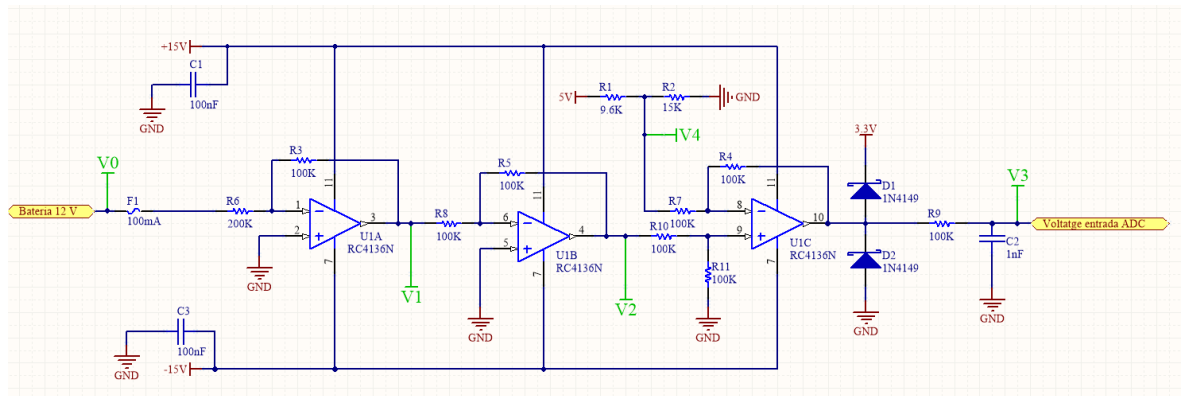 +15V
C1
100nF
GND
5V
R1
9.6K
R2
15K
GND
V4
3.3V
V0
Bateria 12 V
F1
100mA
R6
200K
R3
100K
11
1
2
3
7
U1A
RC4136N
GND
V1
R8
100K
R5
100K
11
6
5
4
7
U1B
RC4136N
GND
V2
R7
100K
R10
100K
R4
100K
11
8
9
10
7
U1C
RC4136N
R11
100K
GND
D1
1N4149
D2
1N4149
GND
R9
100K
V3
C2
1nF
GND
Voltatge entrada ADC
C3
100nF
GND
-15V